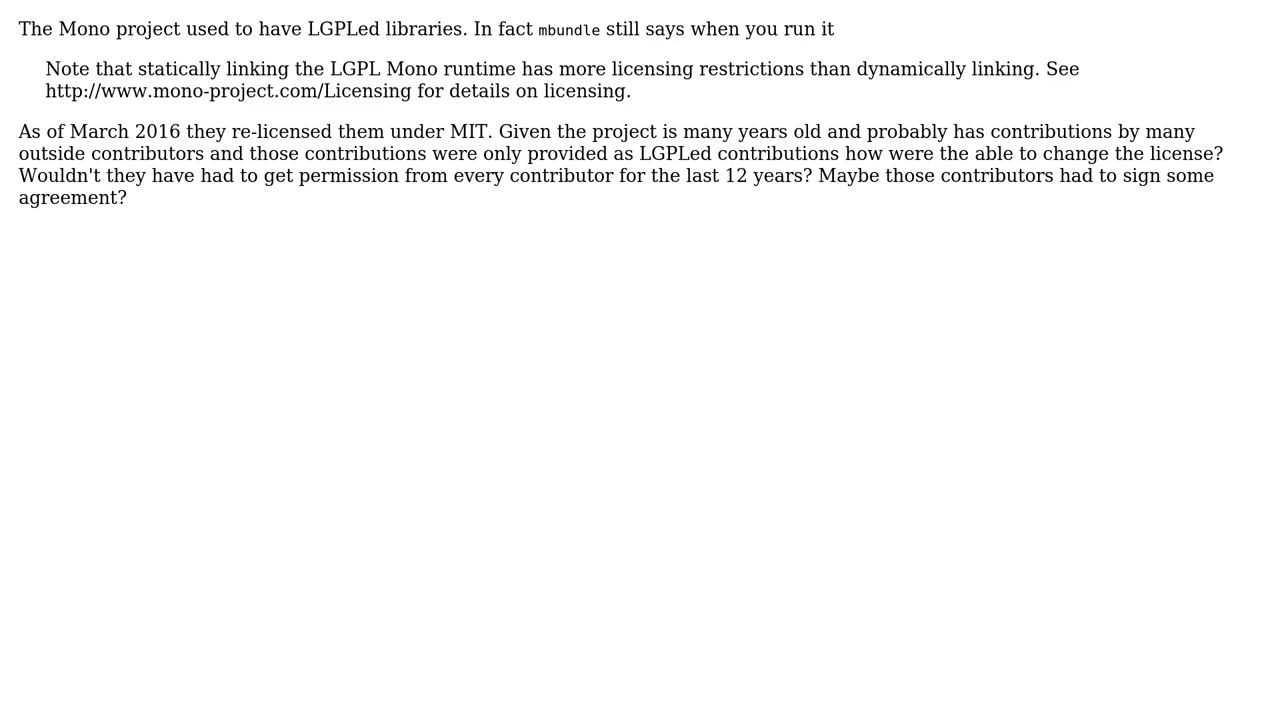 The Mono project used to have LGPLed libraries. In fact mbundle still says when you run it
Note that statically linking the LGPL Mono runtime has more licensing restrictions than dynamically linking. See
http://www.mono-project.com/Licensing for details on licensing.
As of March 2016 they re-licensed them under MIT. Given the project is many years old and probably has contributions by many
outside contributors and those contributions were only provided as LGPLed contributions how were the able to change the license?
Wouldn't they have had to get permission from every contributor for the last 12 years? Maybe those contributors had to sign some
agreement?